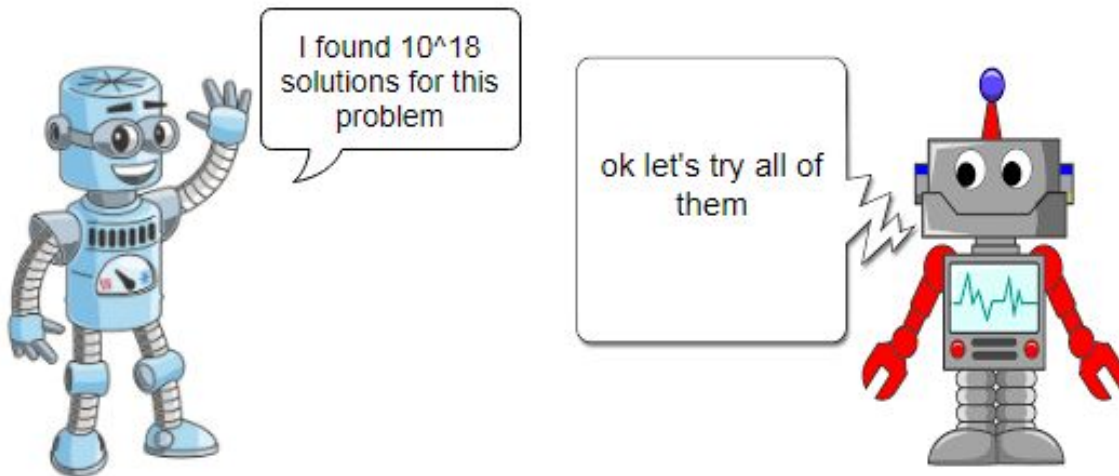 I found 10^18
solutions for this
problem
ok let's try all of
them